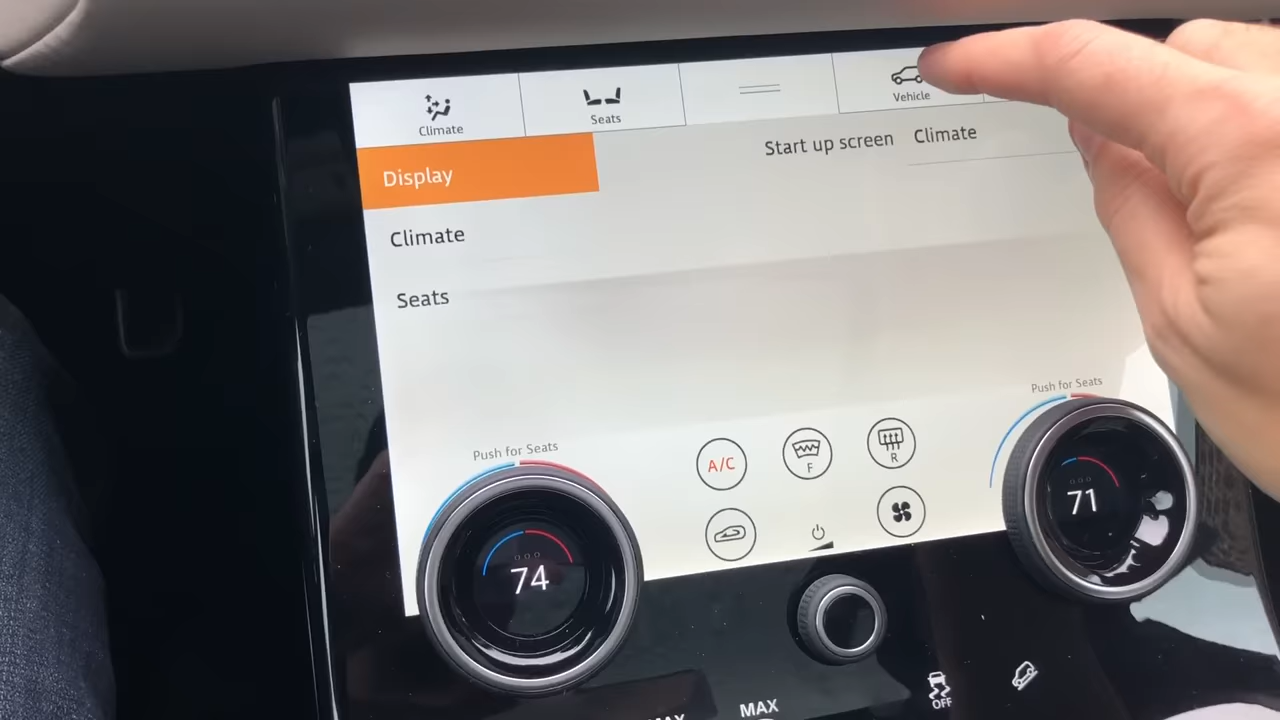 Climate
Seats
Vehicle
Display
Start up screen Climate
Climate
Seats
Push for Seats
Push for Seats
A/C
F
R
74
71
MAX
MAX
OFF